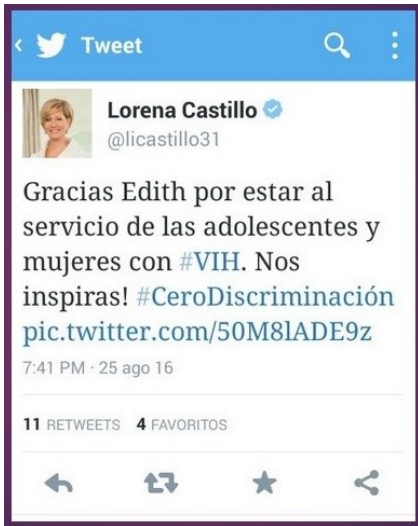 Tweet
Lorena Castillo
@licastillo31
Gracias Edith por estar al
servicio de las adolescentes y
mujeres con #VIH. Nos
inspiras! #CeroDiscriminación
pic.twitter.com/50M8lADE9z
7:41 PM · 25 ago 16
11 RETWEETS 4 FAVORITOS